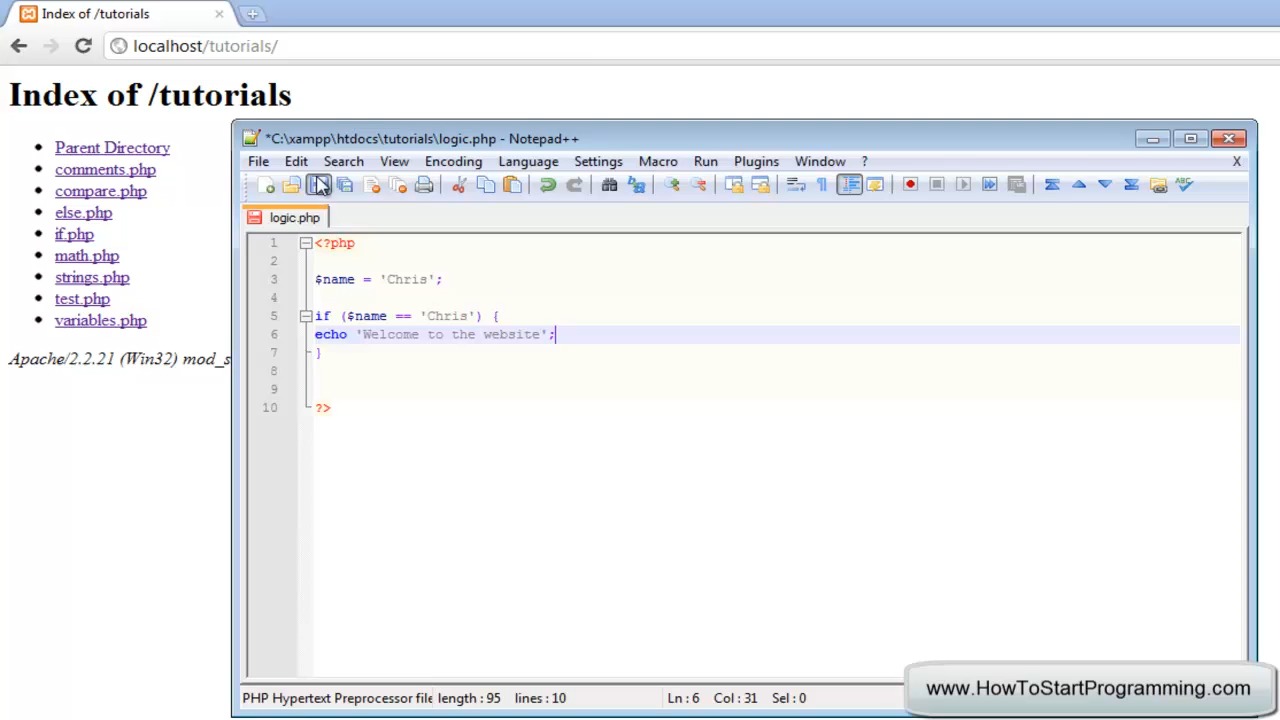 Index of /tutorials
localhost/tutorials/
Index of /tutorials
Parent Directory
comments.php
compare.php
else.php
if.php
math.php
strings.php
test.php
variables.php
Apache/2.2.21 (Win32) mod_s
*C:\xampp\htdocs\tutorials\logic.php - Notepad++
File Edit Search View Encoding Language Settings Macro Run Plugins Window ? X
logic.php
1 <?php
2
3 $name = 'Chris';
4
5 if ($name == 'Chris') {
6 echo 'Welcome to the website';
7 }
8
9
10 ?>
PHP Hypertext Preprocessor file length : 95 lines : 10 Ln : 6 Col : 31 Sel : 0
www.HowToStartProgramming.com